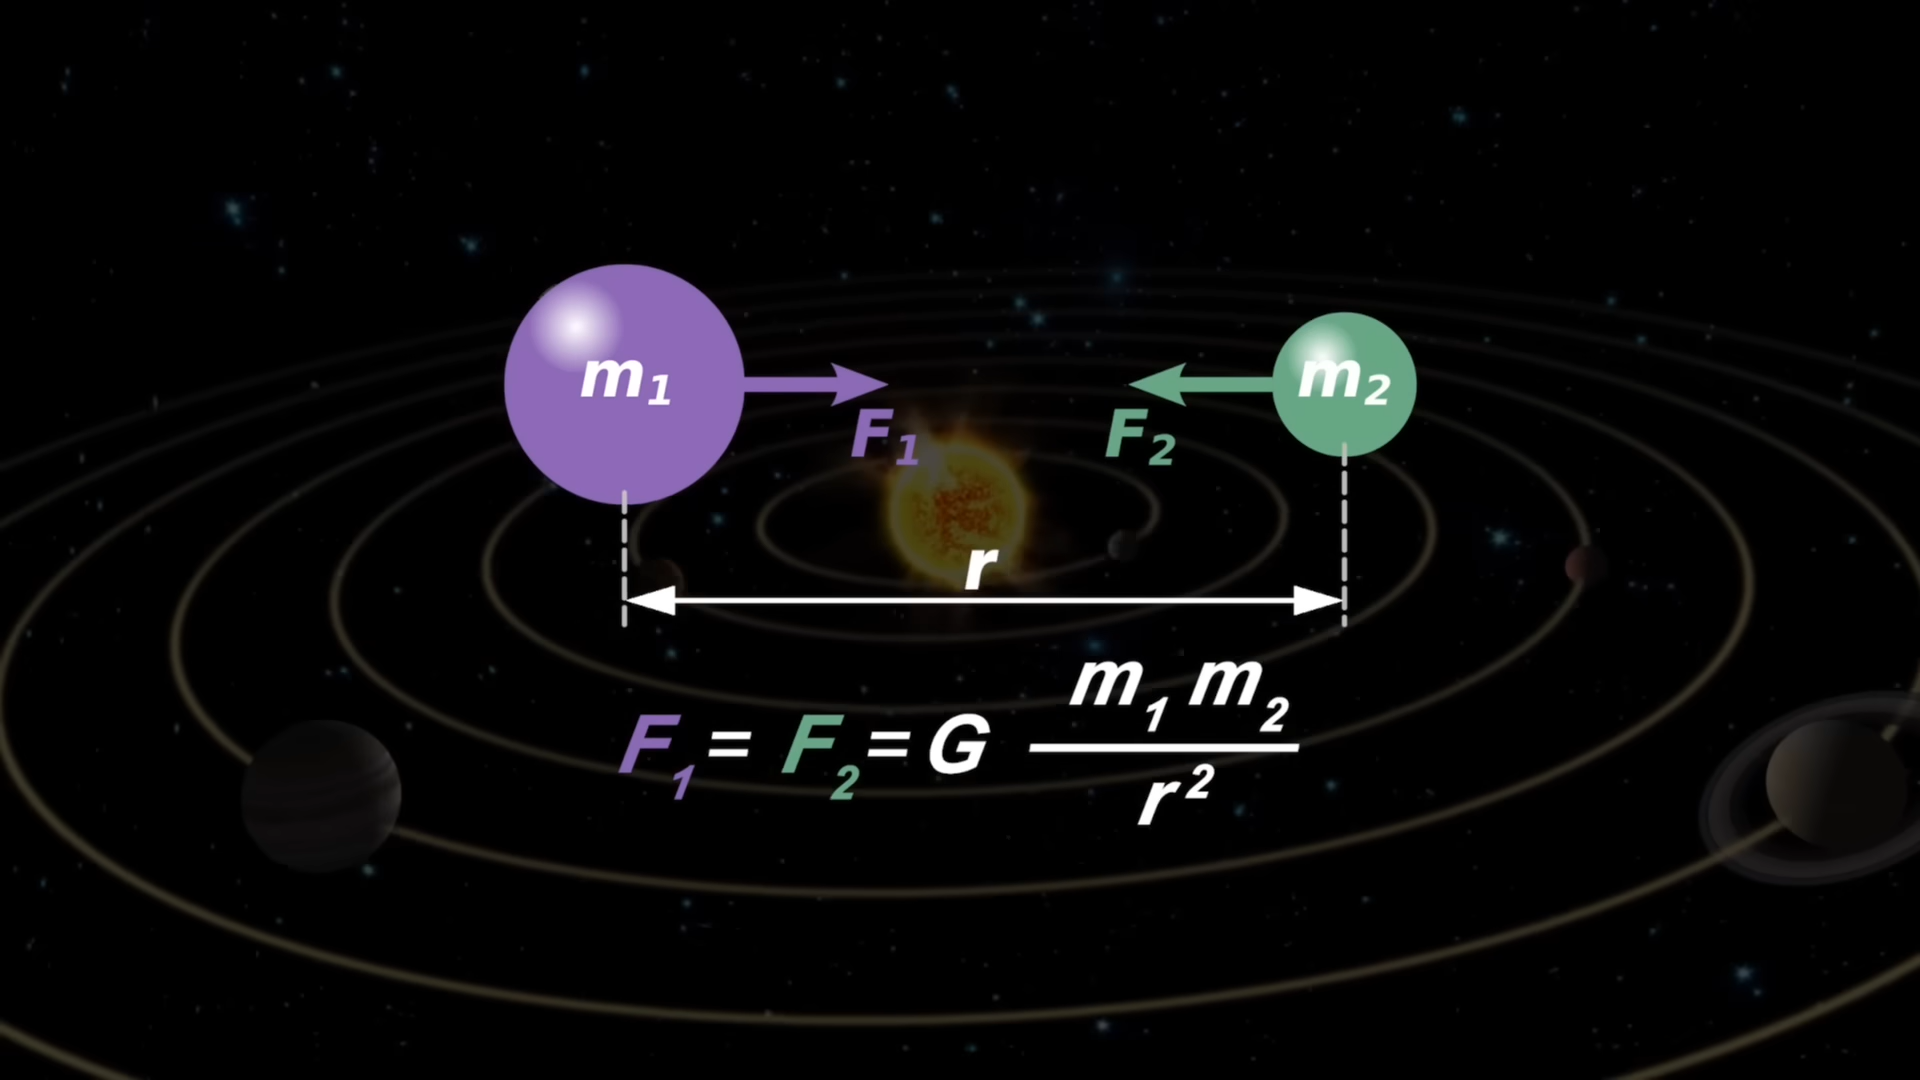 m₁ m₂
F₁ F₂
r
F₁ = F₂ = G m₁ m₂ / r²